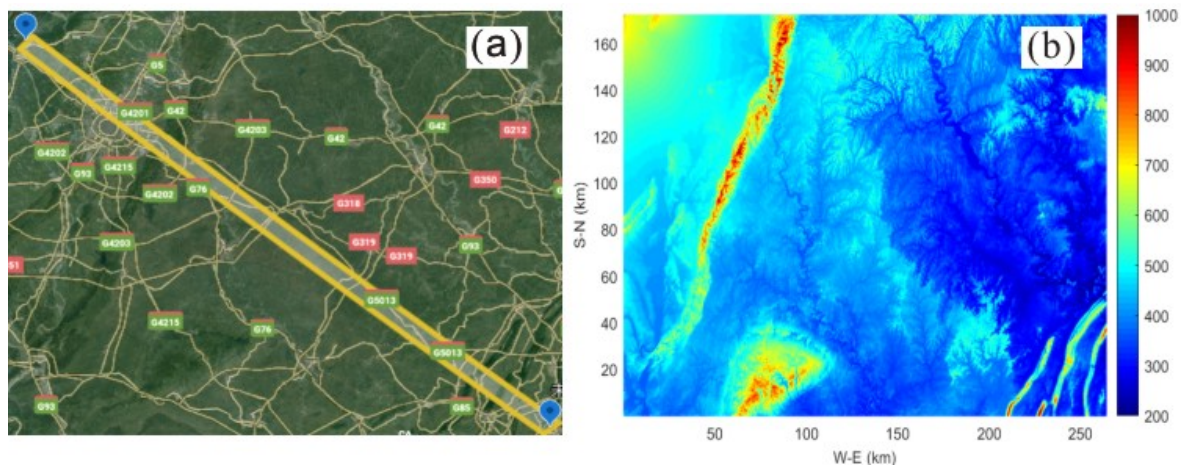 (a)
G5
G4201
G42
G4203
G42
G42
G212
G4202
G93
G4215
G4202
G76
G350
G318
G4203
G319
G93
G319
51
G5013
G4215
G76
G5013
G93
G85
(b)
160
140
120
100
80
60
40
20
S-N (km)
50
100
150
200
250
W-E (km)
1000
900
800
700
600
500
400
300
200